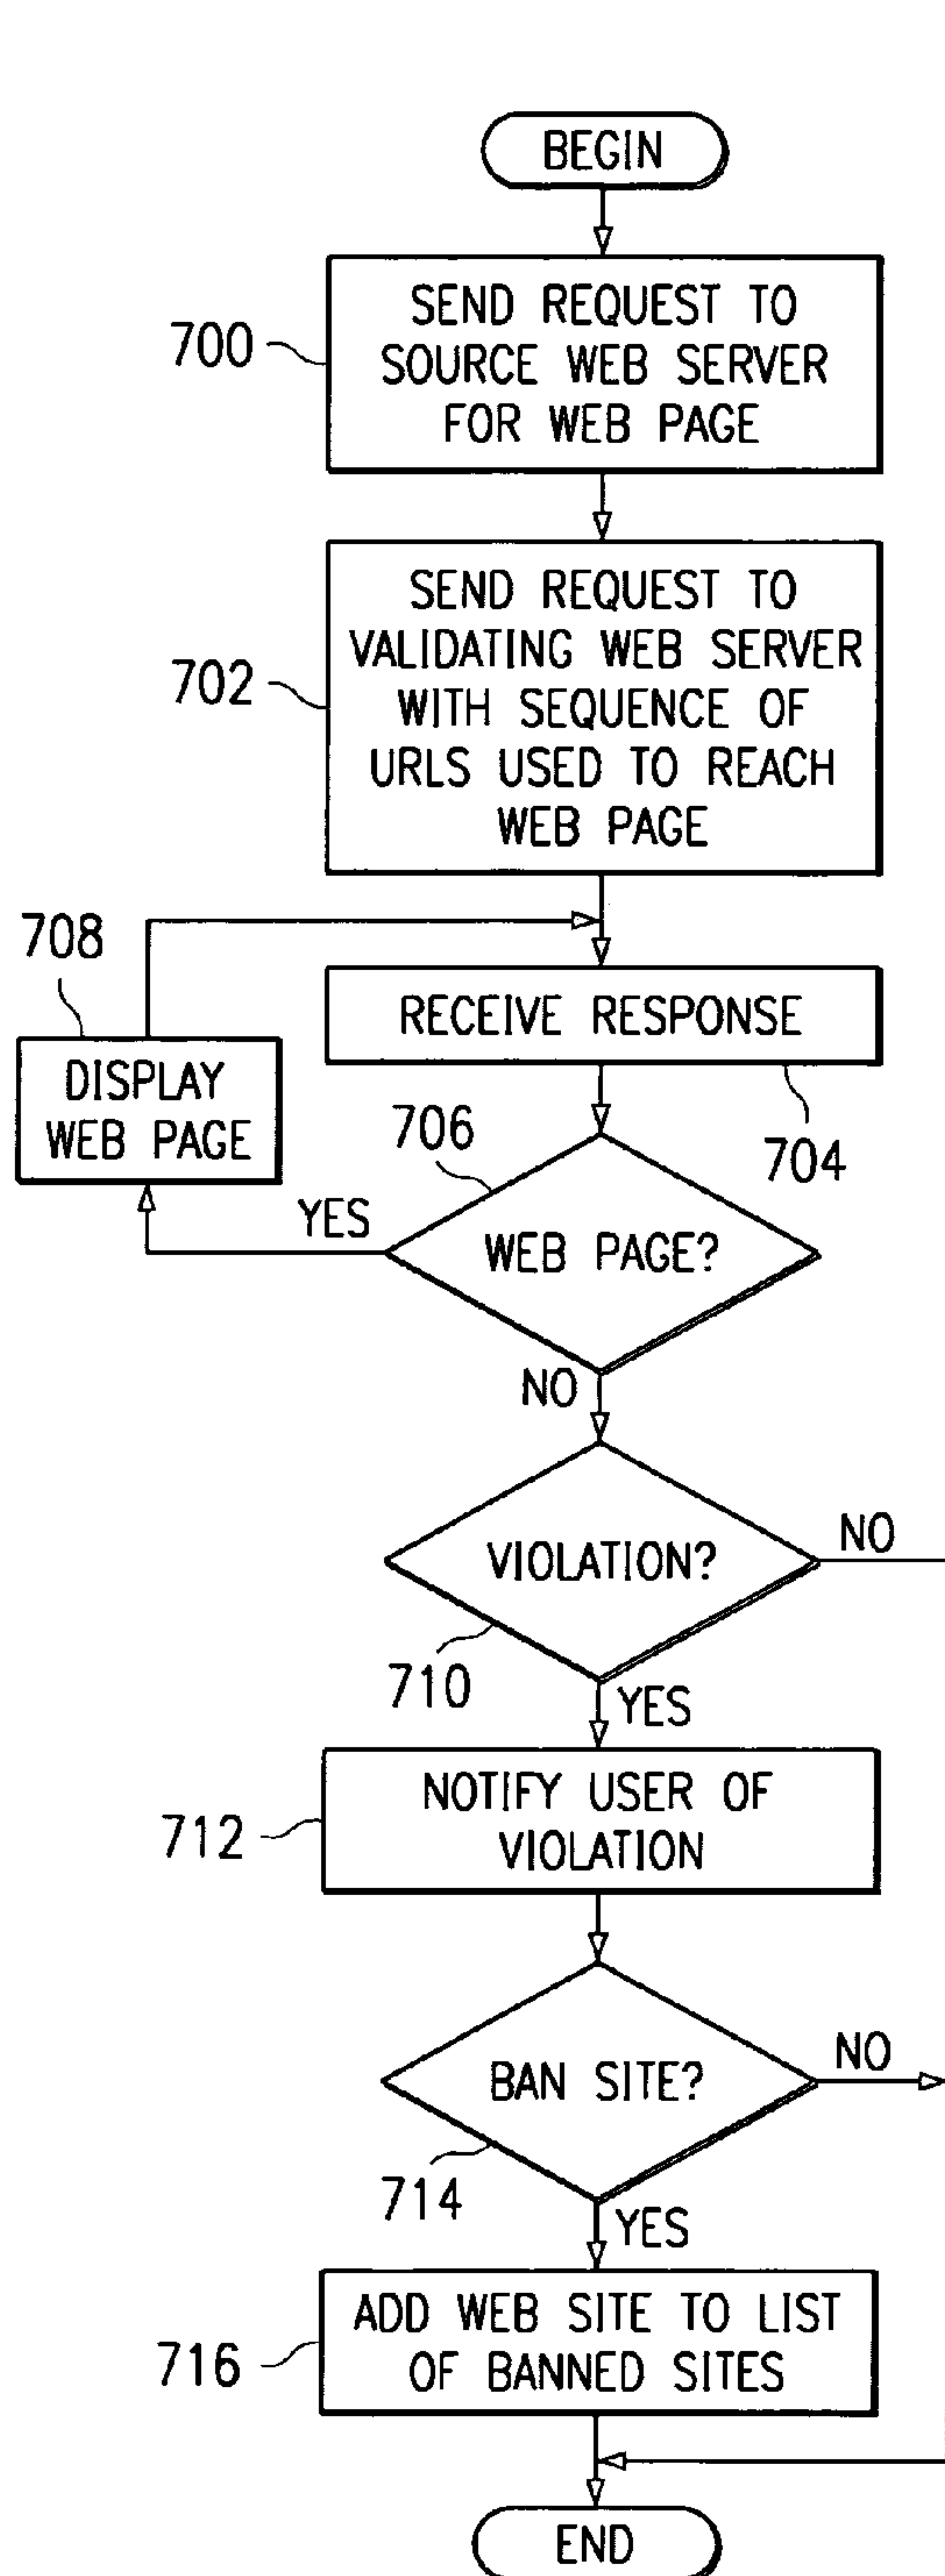 BEGIN
700
SEND REQUEST TO
SOURCE WEB SERVER
FOR WEB PAGE
702
SEND REQUEST TO
VALIDATING WEB SERVER
WITH SEQUENCE OF
URLS USED TO REACH
WEB PAGE
708
DISPLAY
WEB PAGE
RECEIVE RESPONSE
704
706
WEB PAGE?
YES
NO
VIOLATION?
NO
710
YES
712
NOTIFY USER OF
VIOLATION
BAN SITE?
NO
714
YES
716
ADD WEB SITE TO LIST
OF BANNED SITES
END